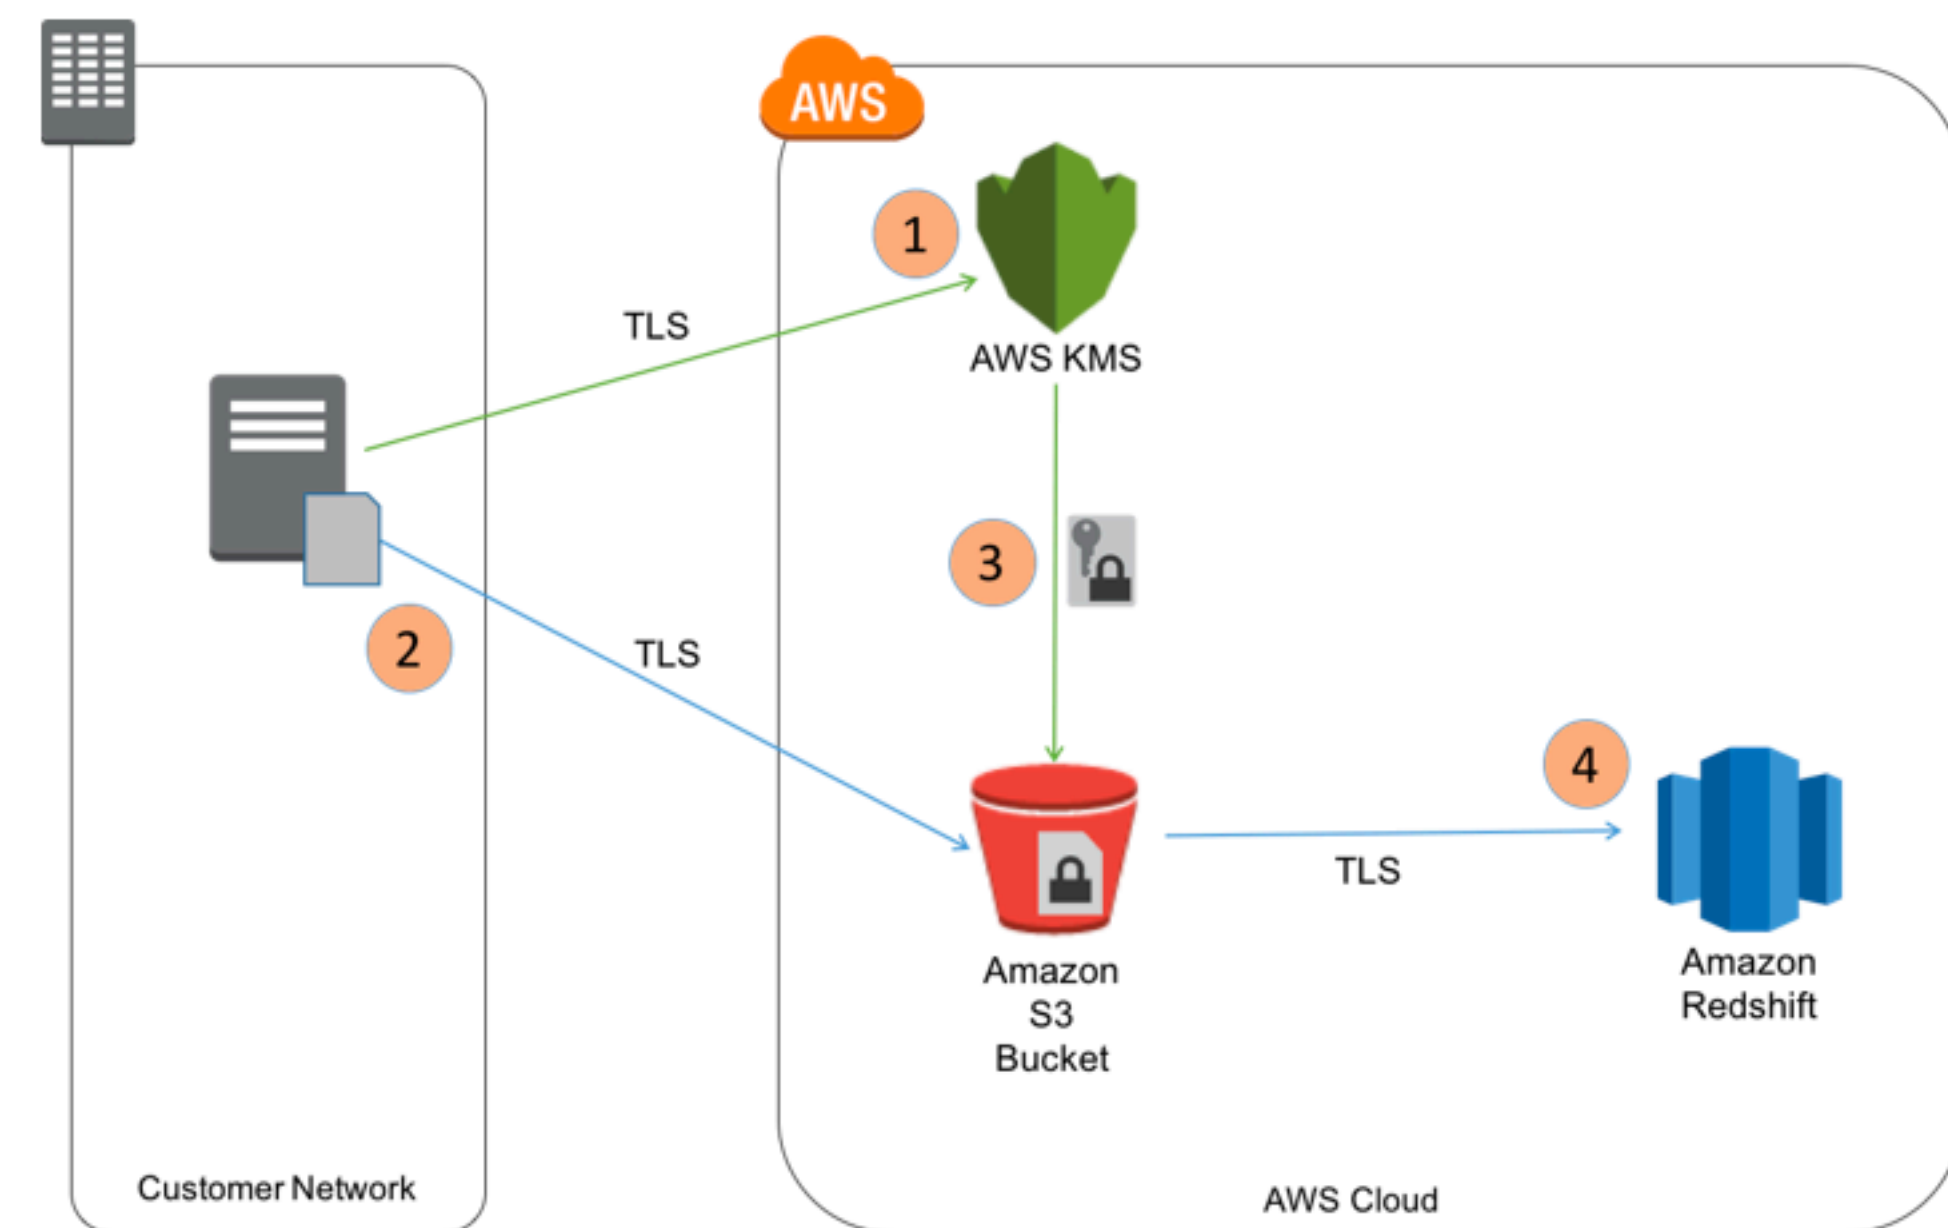 AWS
1
TLS
AWS KMS
3
2
TLS
4
TLS
Amazon
S3
Bucket
Amazon
Redshift
Customer Network
AWS Cloud